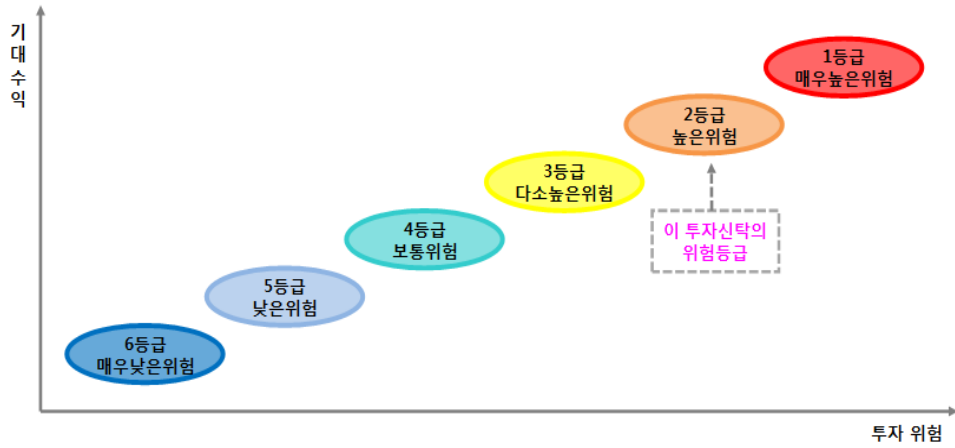 기대수익
1등급
매우높은위험
2등급
높은위험
3등급
다소높은위험
이 투자신탁의
위험등급
4등급
보통위험
5등급
낮은위험
6등급
매우낮은위험
투자 위험